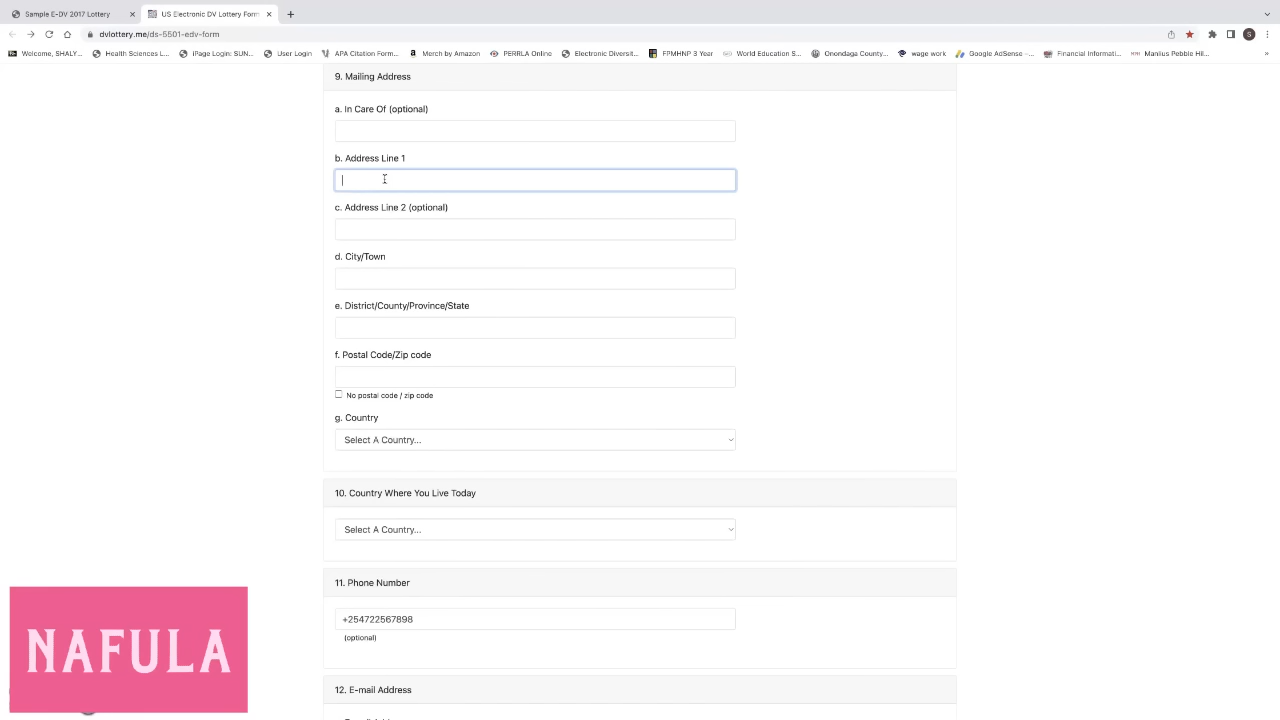 Sample E-DV 2017 Lottery
US Electronic DV Lottery Form
dvlottery.me/ds-5501-edv-form
S
Welcome, SHALY...
Health Sciences L...
iPage Login: SUN...
User Login
APA Citation Form...
Merch by Amazon
PERRLA Online
Electronic Diversit...
FPMHNP 3 Year
World Education S...
Onondaga County...
wage work
Google AdSense –...
Financial Informati...
Manlius Pebble Hil...
9. Mailing Address
a. In Care Of (optional)
b. Address Line 1
c. Address Line 2 (optional)
d. City/Town
e. District/County/Province/State
f. Postal Code/Zip code
No postal code / zip code
g. Country
Select A Country...
10. Country Where You Live Today
Select A Country...
11. Phone Number
+254722567898
(optional)
NAFULA
12. E-mail Address